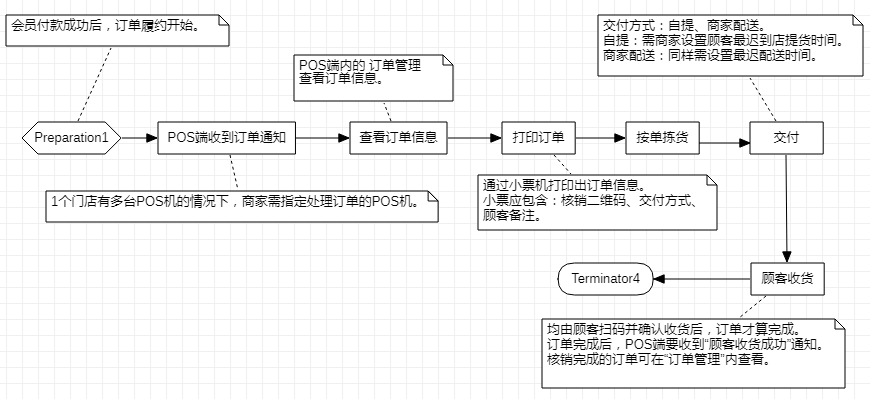 会员付款成功后，订单履约开始。
交付方式：自提、商家配送。
自提：需商家设置顾客最迟到店提货时间。
商家配送：同样需设置最迟配送时间。
POS端内的 订单管理
查看订单信息。
Preparation1
POS端收到订单通知
查看订单信息
打印订单
按单拣货
交付
1个门店有多台POS机的情况下，商家需指定处理订单的POS机。
通过小票机打印出订单信息。
小票应包含：核销二维码、交付方式、
顾客备注。
Terminator4
顾客收货
均由顾客扫码并确认收货后，订单才算完成。
订单完成后，POS端要收到“顾客收货成功”通知。
核销完成的订单可在“订单管理”内查看。